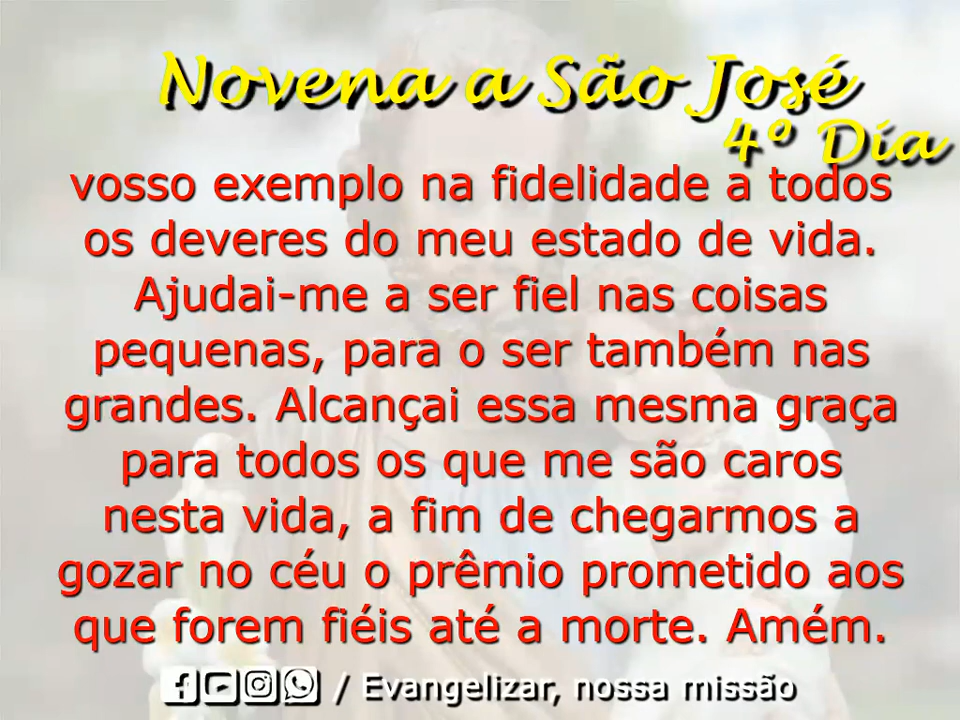 Novena a São José
4º Dia
vosso exemplo na fidelidade a todos
os deveres do meu estado de vida.
Ajudai-me a ser fiel nas coisas
pequenas, para o ser também nas
grandes. Alcançai essa mesma graça
para todos os que me são caros
nesta vida, a fim de chegarmos a
gozar no céu o prêmio prometido aos
que forem fiéis até a morte. Amém.
/ Evangelizar, nossa missão